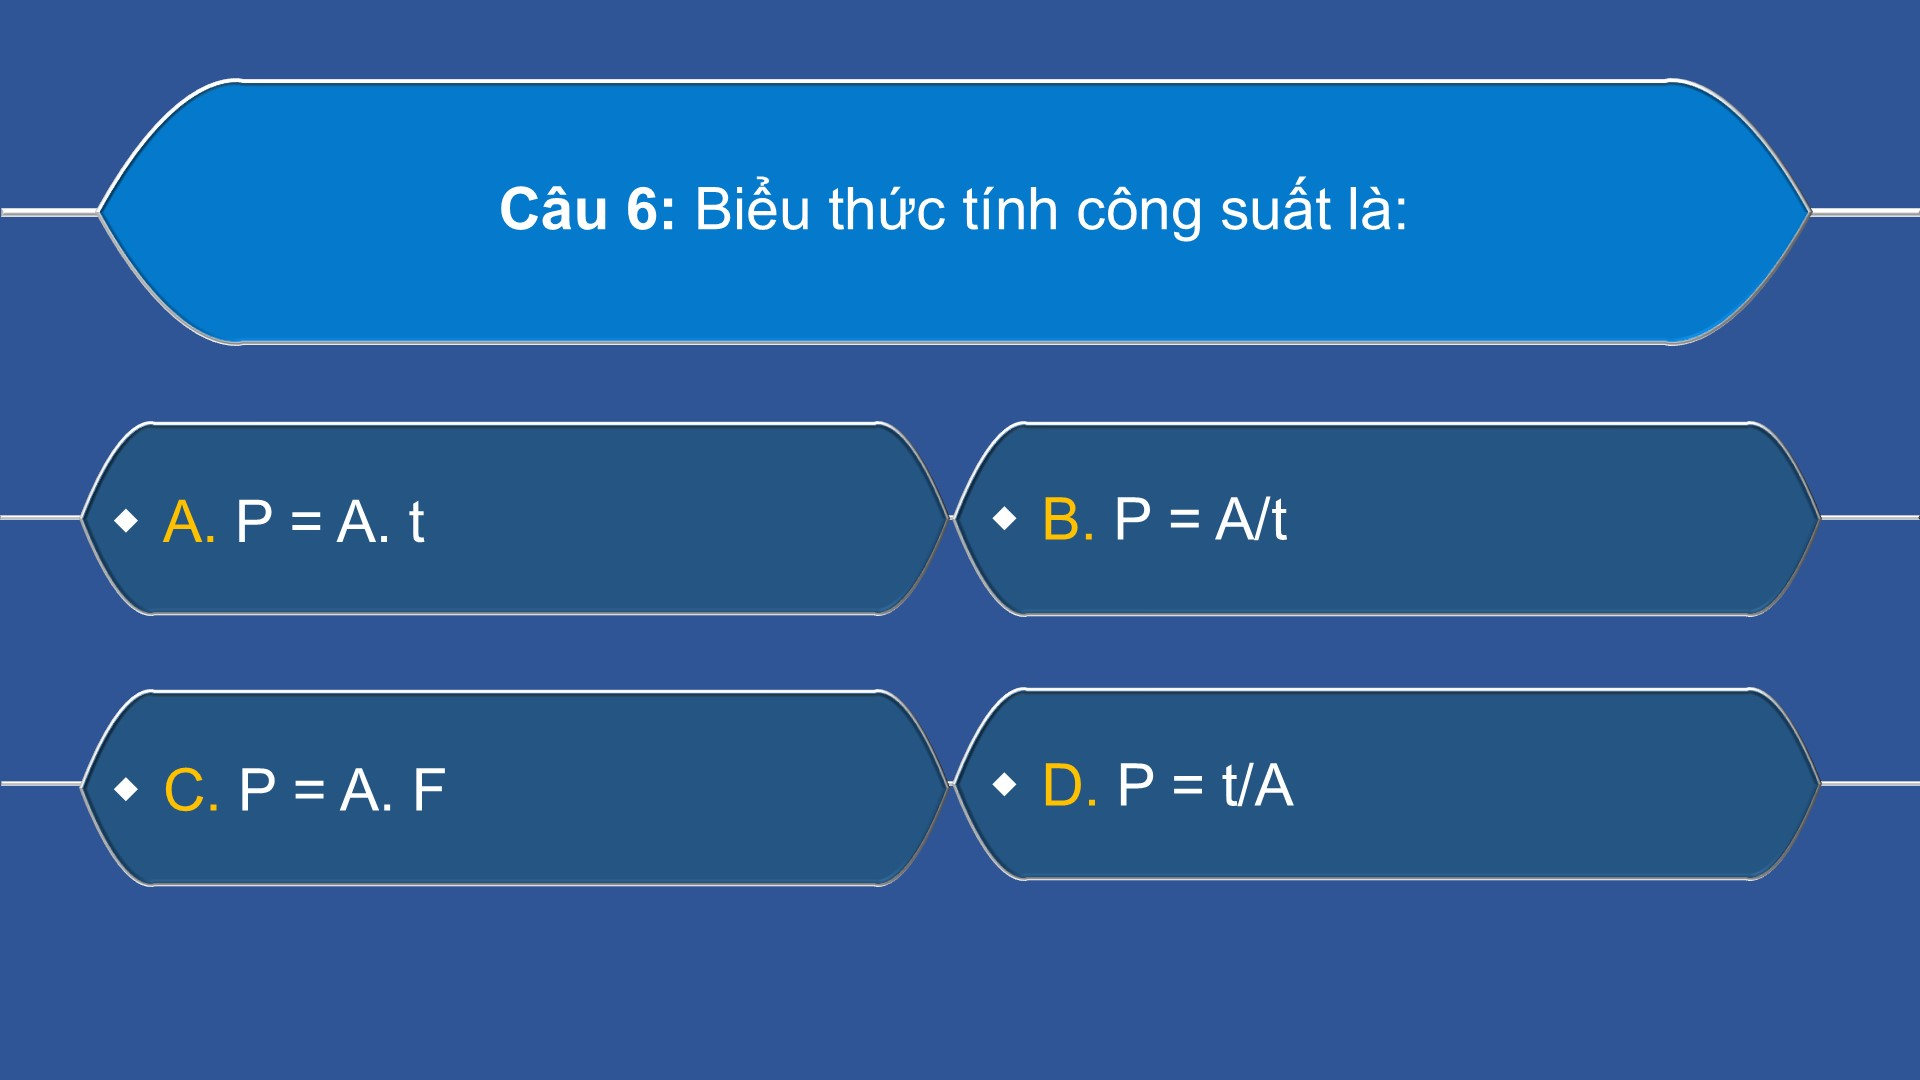 Câu 6: Biểu thức tính công suất là:
◆ A. P = A. t
◆ B. P = A/t
◆ C. P = A. F
◆ D. P = t/A